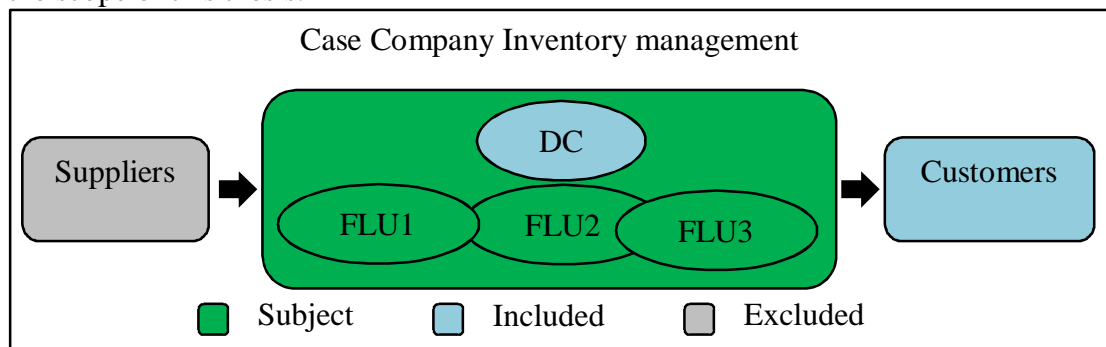 Case Company Inventory management
DC
Suppliers
Customers
FLU1
FLU2
FLU3
Subject
Included
Excluded